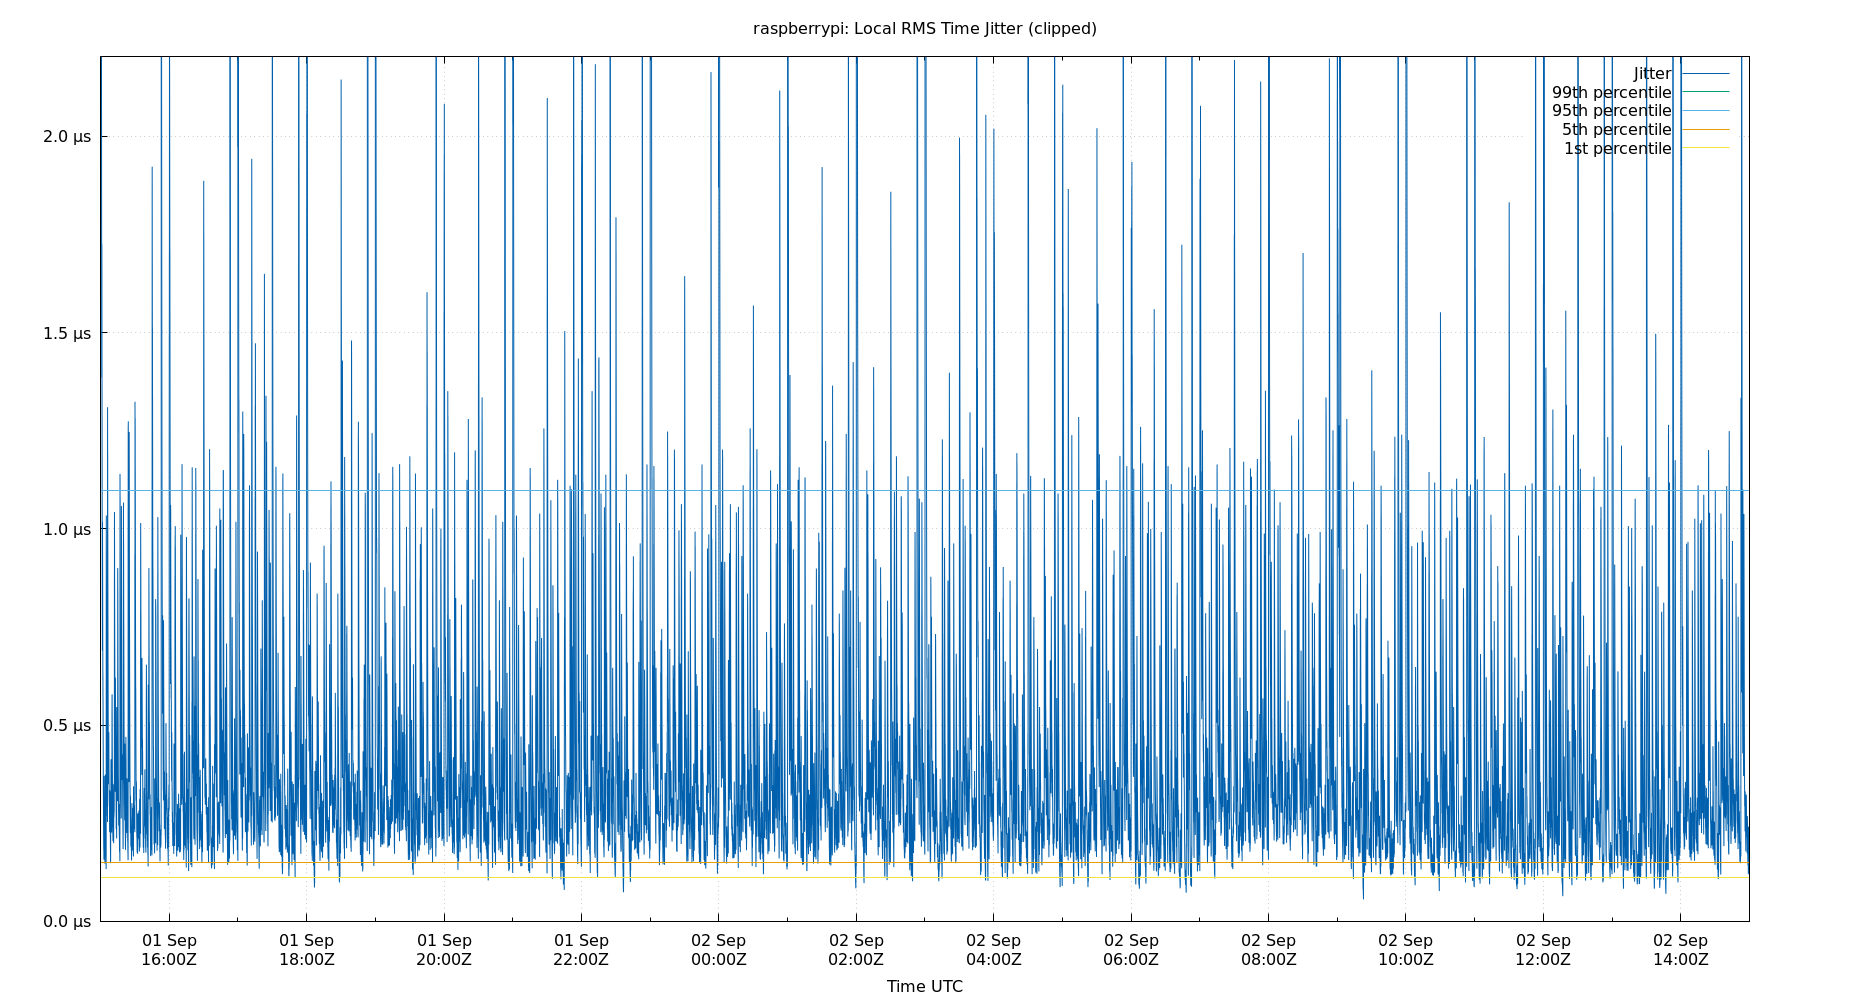 raspberrypi: Local RMS Time Jitter (clipped)
Jitter
99th percentile
95th percentile
5th percentile
1st percentile
2.0 µs
1.5 µs
1.0 µs
0.5 µs
0.0 µs
01 Sep 01 Sep 01 Sep 01 Sep 02 Sep 02 Sep 02 Sep 02 Sep 02 Sep 02 Sep 02 Sep 02 Sep
16:00Z 18:00Z 20:00Z 22:00Z 00:00Z 02:00Z 04:00Z 06:00Z 08:00Z 10:00Z 12:00Z 14:00Z
Time UTC